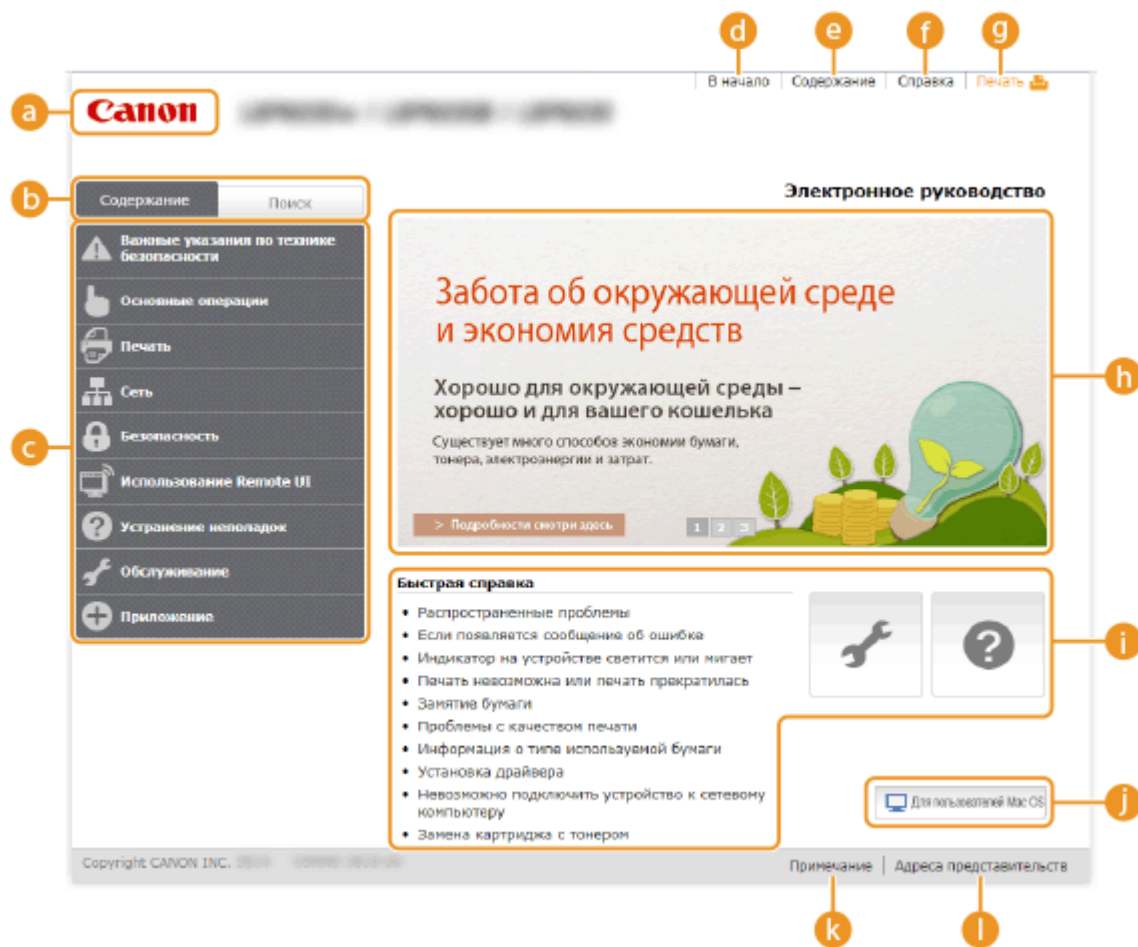 d
e
f
g
В начало
Содержание
Справка
Печать
a
Canon
b
Содержание
Поиск
Электронное руководство
c
Важные указания по технике
безопасности
Основные операции
Печать
Сеть
Безопасность
Использование Remote UI
Устранение неполадок
Обслуживание
Приложение
Забота об окружающей среде
и экономия средств
Хорошо для окружающей среды –
хорошо и для вашего кошелька
Существует много способов экономии бумаги,
тонера, электроэнергии и затрат.
> Подробности смотри здесь
1 2 3
h
Быстрая справка
• Распространенные проблемы
• Если появляется сообщение об ошибке
• Индикатор на устройстве светится или мигает
• Печать невозможна или печать прекратилась
• Замятие бумаги
• Проблемы с качеством печати
• Информация о типе используемой бумаги
• Установка драйвера
• Невозможно подключить устройство к сетевому
компьютеру
• Замена картриджа с тонером
?
i
Для пользователей Mac OS
j
Copyright CANON INC.
Примечание
Адреса представительств
k
l